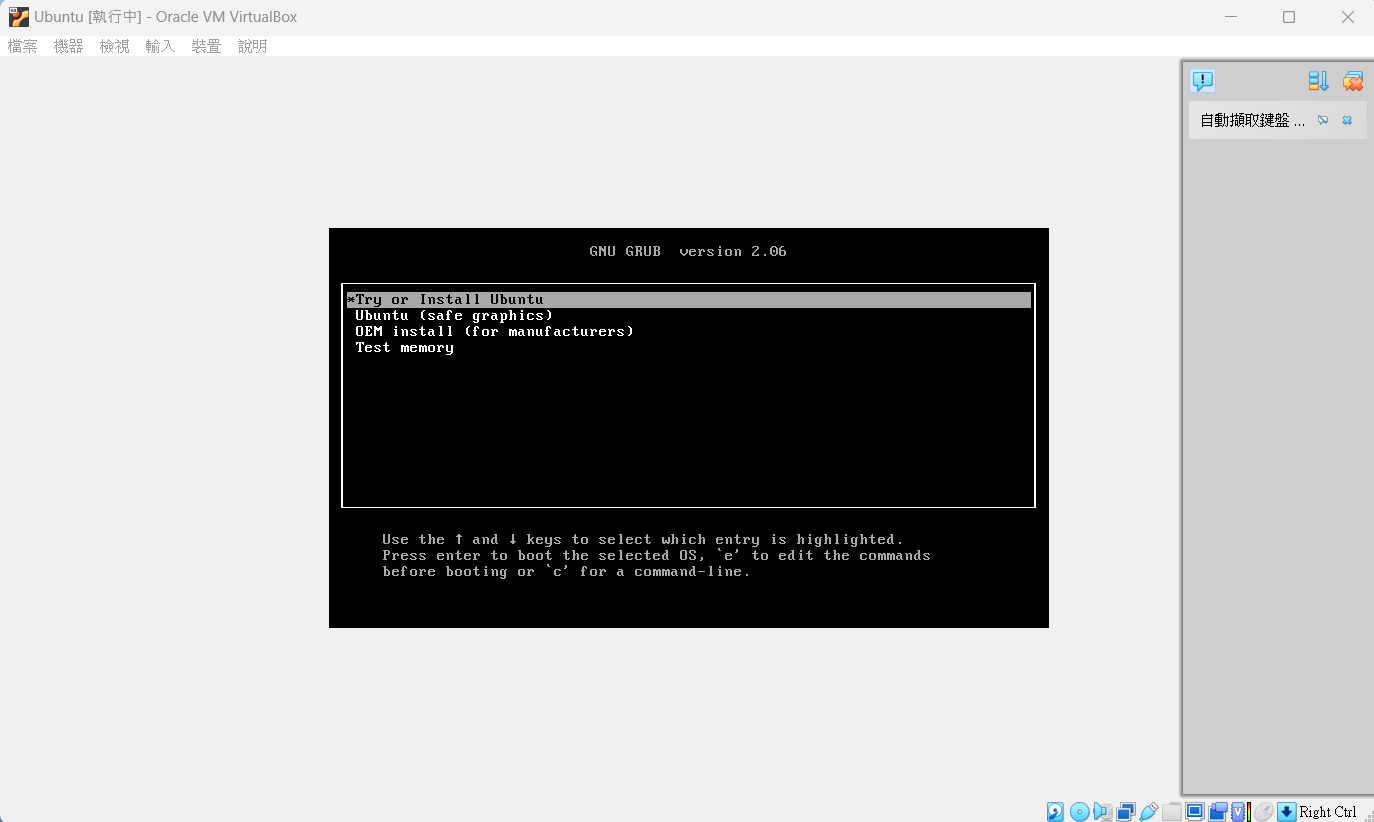 Ubuntu [執行中] - Oracle VM VirtualBox
檔案 機器 檢視 輸入 裝置 說明
自動擷取鍵盤 ...
GNU GRUB version 2.06
*Try or Install Ubuntu
Ubuntu (safe graphics)
OEM install (for manufacturers)
Test memory
Use the ↑ and ↓ keys to select which entry is highlighted.
Press enter to boot the selected OS, `e' to edit the commands
before booting or `c' for a command-line.
Right Ctrl